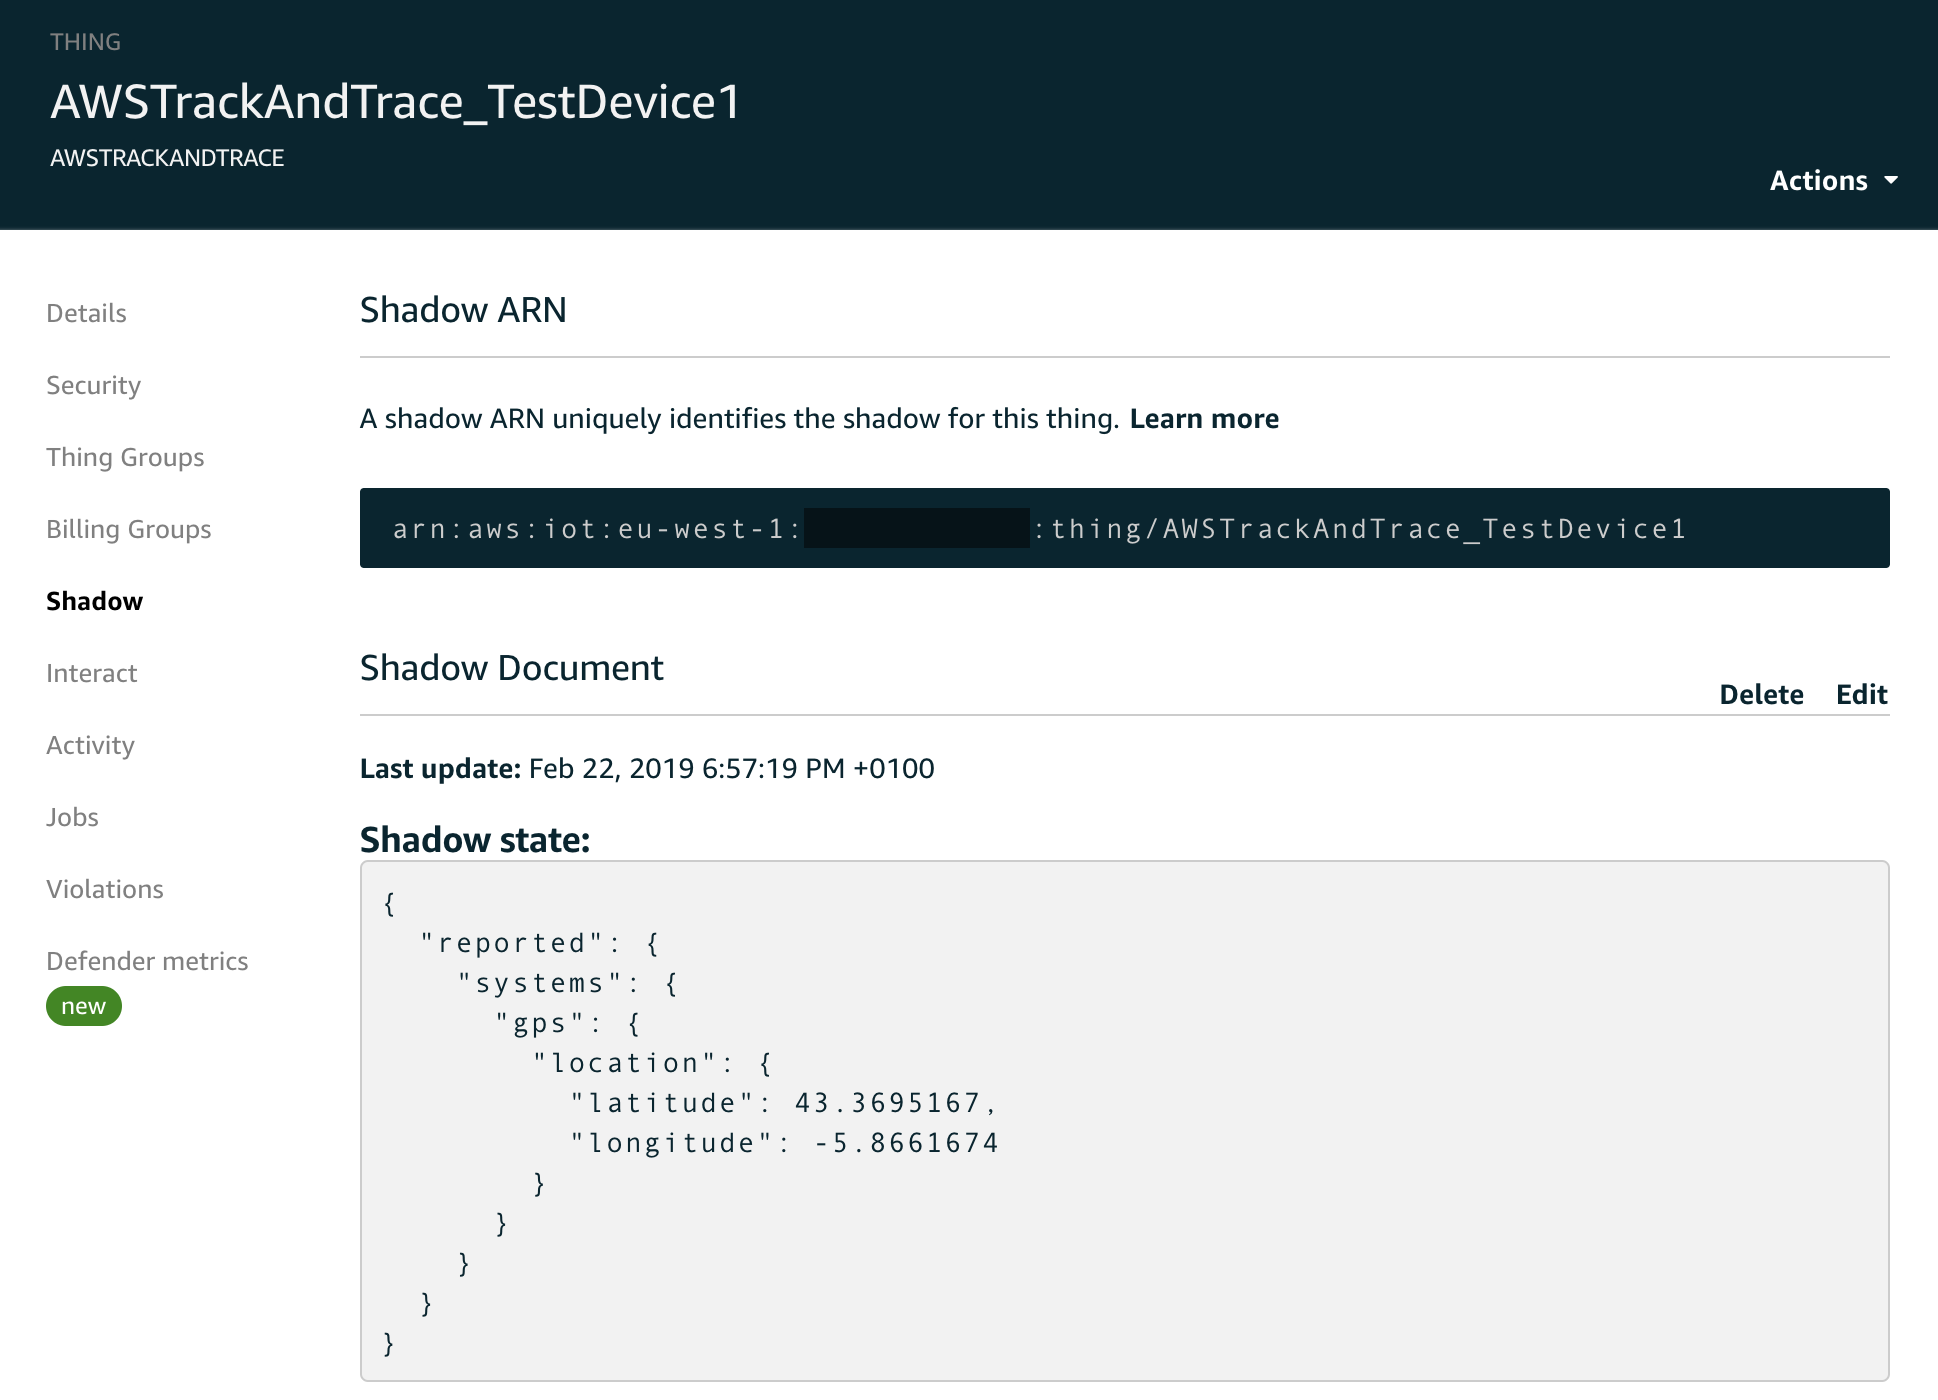 THING
AWSTrackAndTrace_TestDevice1
AWSTRACKANDTRACE
Actions
Details
Security
Thing Groups
Billing Groups
Shadow
Interact
Activity
Jobs
Violations
Defender metrics
new
Shadow ARN
A shadow ARN uniquely identifies the shadow for this thing. Learn more
arn:aws:iot:eu-west-1: :thing/AWSTrackAndTrace_TestDevice1
Shadow Document
Delete Edit
Last update: Feb 22, 2019 6:57:19 PM +0100
Shadow state:
{
  "reported": {
    "systems": {
      "gps": {
        "location": {
          "latitude": 43.3695167,
          "longitude": -5.8661674
        }
      }
    }
  }
}